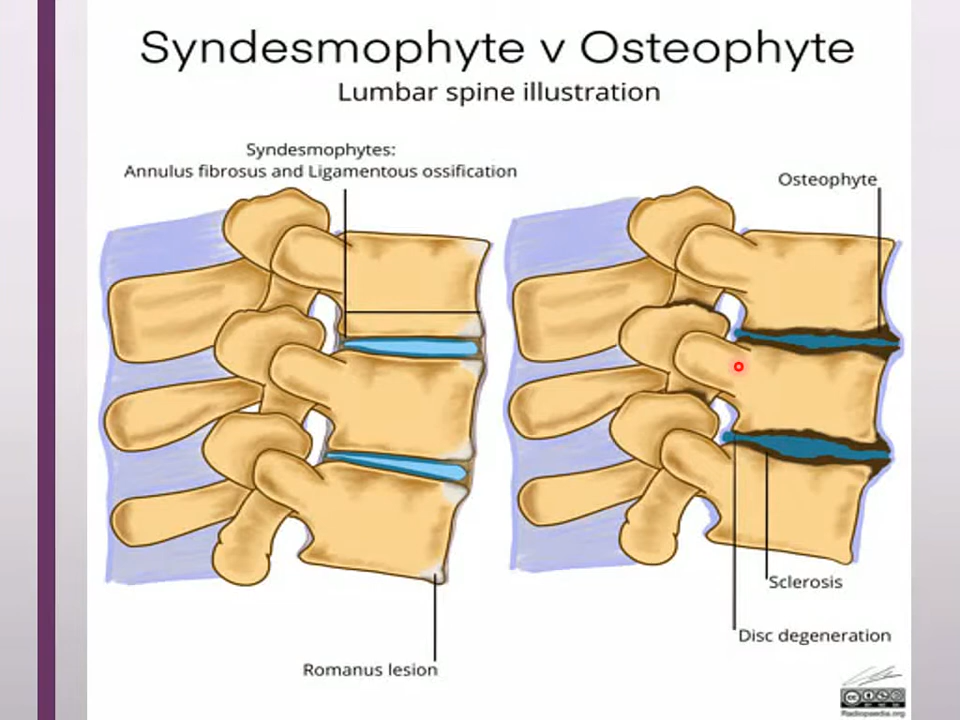 Syndesmophyte v Osteophyte
Lumbar spine illustration
Syndesmophytes:
Annulus fibrosus and Ligamentous ossification
Osteophyte
Sclerosis
Disc degeneration
Romanus lesion
Radiopaedia.org